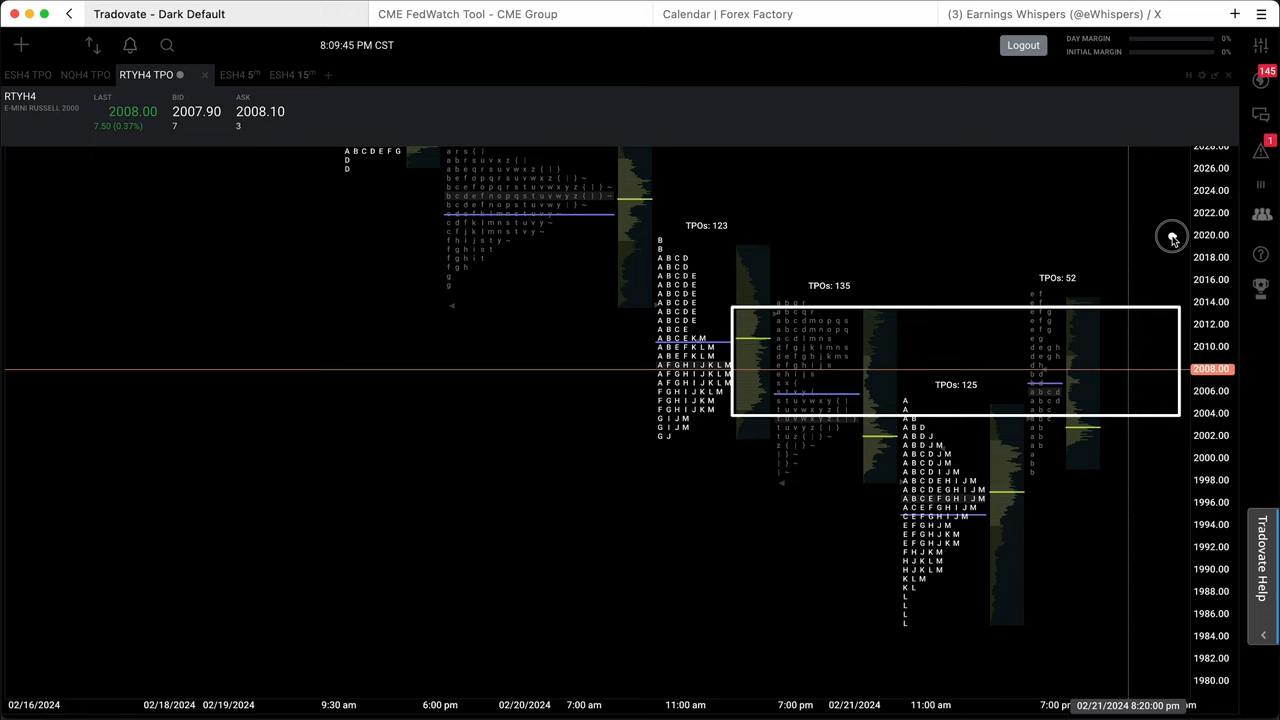 Tradovate - Dark Default
CME FedWatch Tool - CME Group
Calendar | Forex Factory
(3) Earnings Whispers (@eWhispers) / X
8:09:45 PM CST
Logout
DAY MARGIN 0%
INITIAL MARGIN 0%
ESH4 TPO
NQH4 TPO
RTYH4 TPO
ESH4 5m
ESH4 15m
H
145
1
RTYH4
E-MINI RUSSELL 2000
LAST
2008.00
7.50 (0.37%)
BID
2007.90
7
ASK
2008.10
3
A B C D E F G
D
D
a r s { |
a b r s u v x z { |
a b e q r s u v w x z { | }
b e f o p q r s u v w x z { | } ~
b c e f o p q r s t u v w x y z { | } ~
b c d e f n o p q s t u v w x y z { | } ~
b c d e f n o p s t u v w y | } ~
c d f k l m n s t u v w ~
c f j k l m n s t u v w
f h i j s t y ~
f g h i s t
f g h i t
f g h
g
g
TPOs: 123
B
B
A B C D
A B C D
A B C D E
A B C D E
A B C D E
A B C D E
A B C D E
A B C D E
A B C E
A B C E K M
A B E F K L M
A B E F K L M
A F G H I J K L M
A F G H I J K L M
A F G H I J K L M
F G H I J K L M
F G H I J K M
F G H I J K M
G I J M
G I J M
G J
TPOs: 135
a b q r
a b c q r
a b c d m o p q s
a b c d m n o p q
a c d l m n s
d f g j k l m n s
d e f g h j k m s
e f g h i j s
e h i j s
s x {
s t x y {
s t u v w x y { |
t u v w x y z { |
t u v w y z { | }
t u v y z { | } ~
t u z { | } ~
z { | } ~
| } ~
| ~
| ~
TPOs: 125
A
A
A B
A B D
A B D J
A B D J M
A B C D J M
A B C D J M
A B C D I J M
A B C D E H I J M
A B C D E G H I J M
A B C E F G H I J M
A C E F G H I J M
C E F G H I J M
E F G H J M
E F G H J K M
E F G H J K M
F H J K M
H J K L M
H J K L M
K L M
K L
L
L
L
L
TPOs: 52
e f
e f
e f g
e f g
e f g
e g
d e g h
d e g h
d h
b d
b d
a b c d
a b c d
a b c
a b
a b
a b
a b
a
a
b
2028.00
2026.00
2024.00
2022.00
2020.00
2018.00
2016.00
2014.00
2012.00
2010.00
2008.00
2006.00
2004.00
2002.00
2000.00
1998.00
1996.00
1994.00
1992.00
1990.00
1988.00
1986.00
1984.00
1982.00
1980.00
Tradovate Help
02/16/2024
02/18/2024
02/19/2024
9:30 am
6:00 pm
02/20/2024
7:00 am
11:00 am
7:00 pm
02/21/2024
11:00 am
7:00 p
02/21/2024 8:20:00 pm